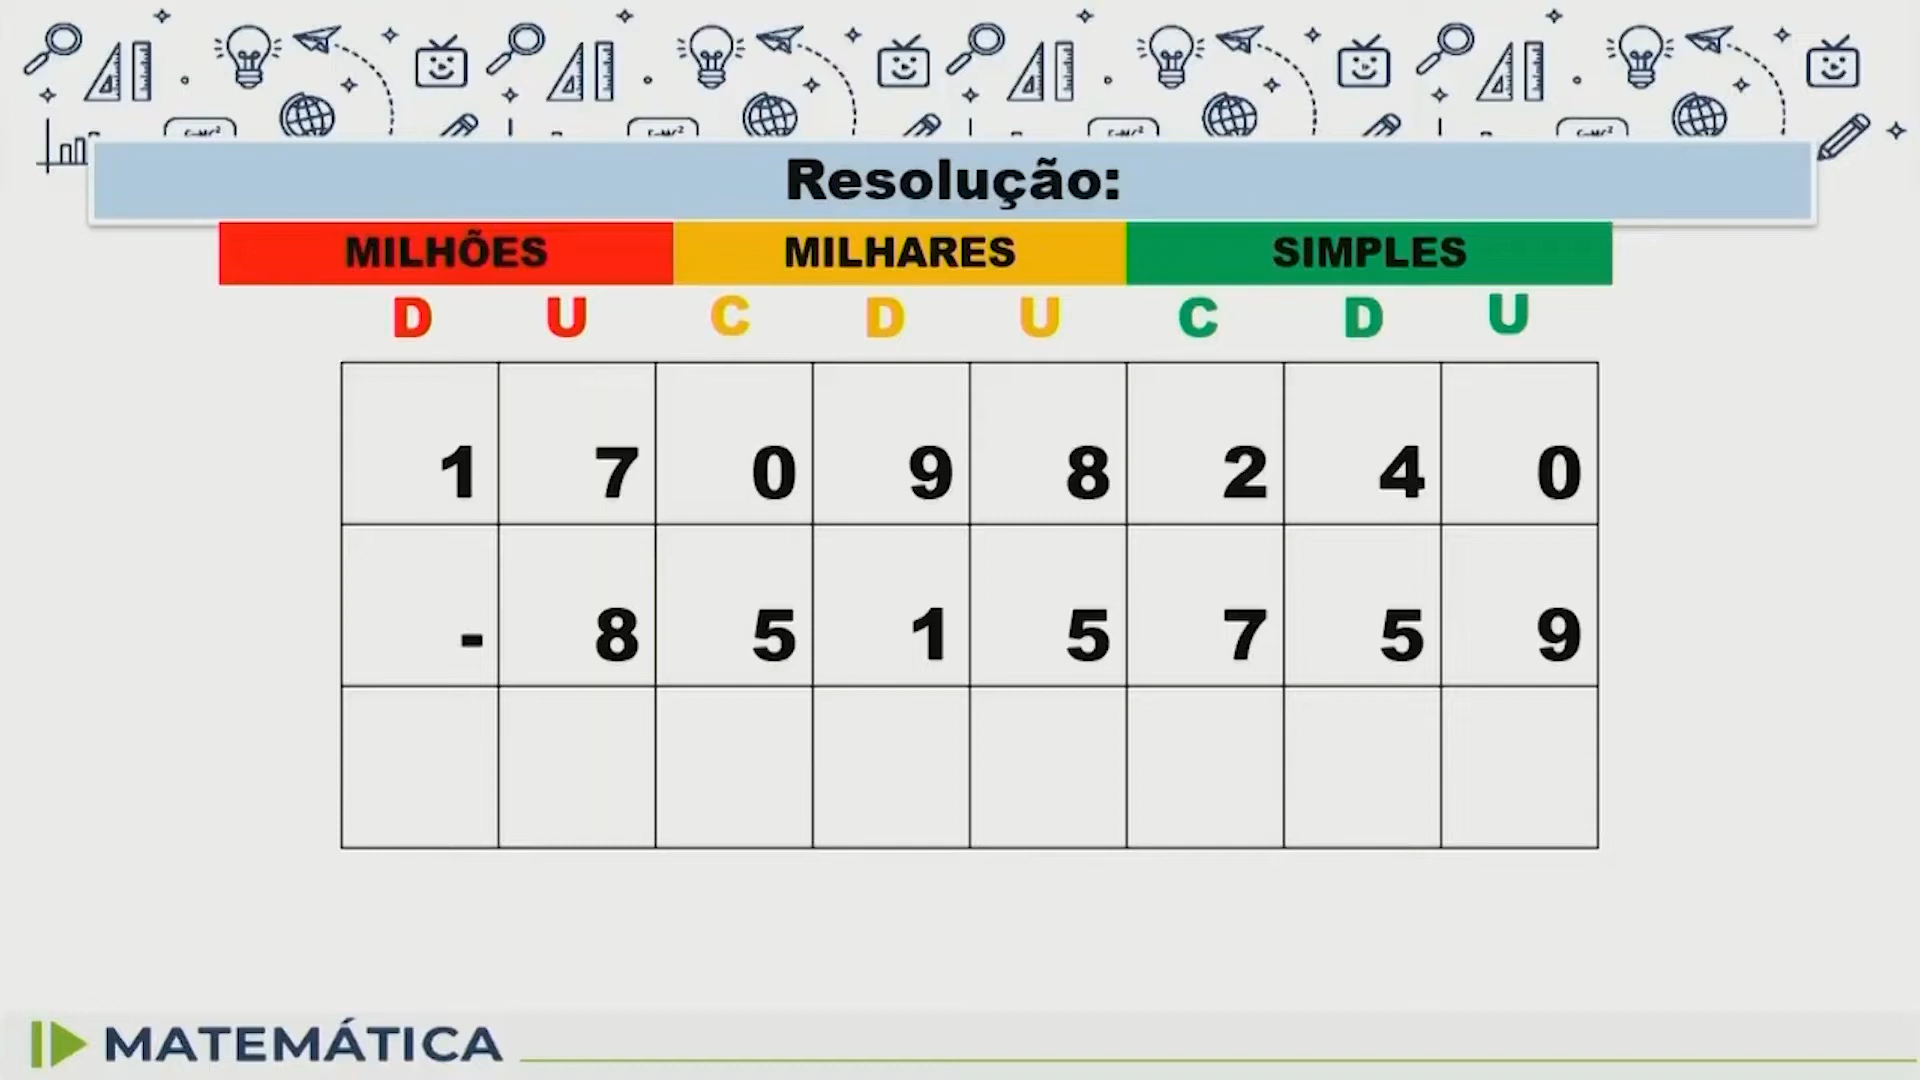 Resolução:
MILHÕES MILHARES SIMPLES
D U C D U C D U
1 7 0 9 8 2 4 0
- 8 5 1 5 7 5 9
MATEMÁTICA